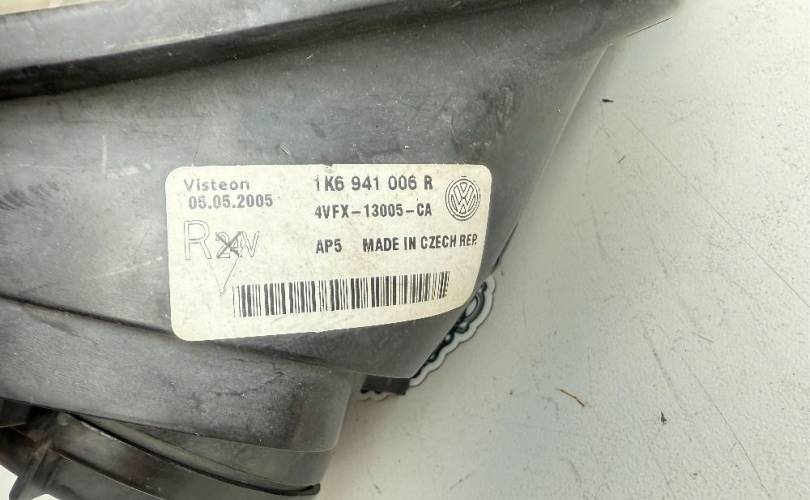 Visteon 1K6 941 006 R
05.05.2005 4VFX-13005-CA
R AP5 MADE IN CZECH REP.